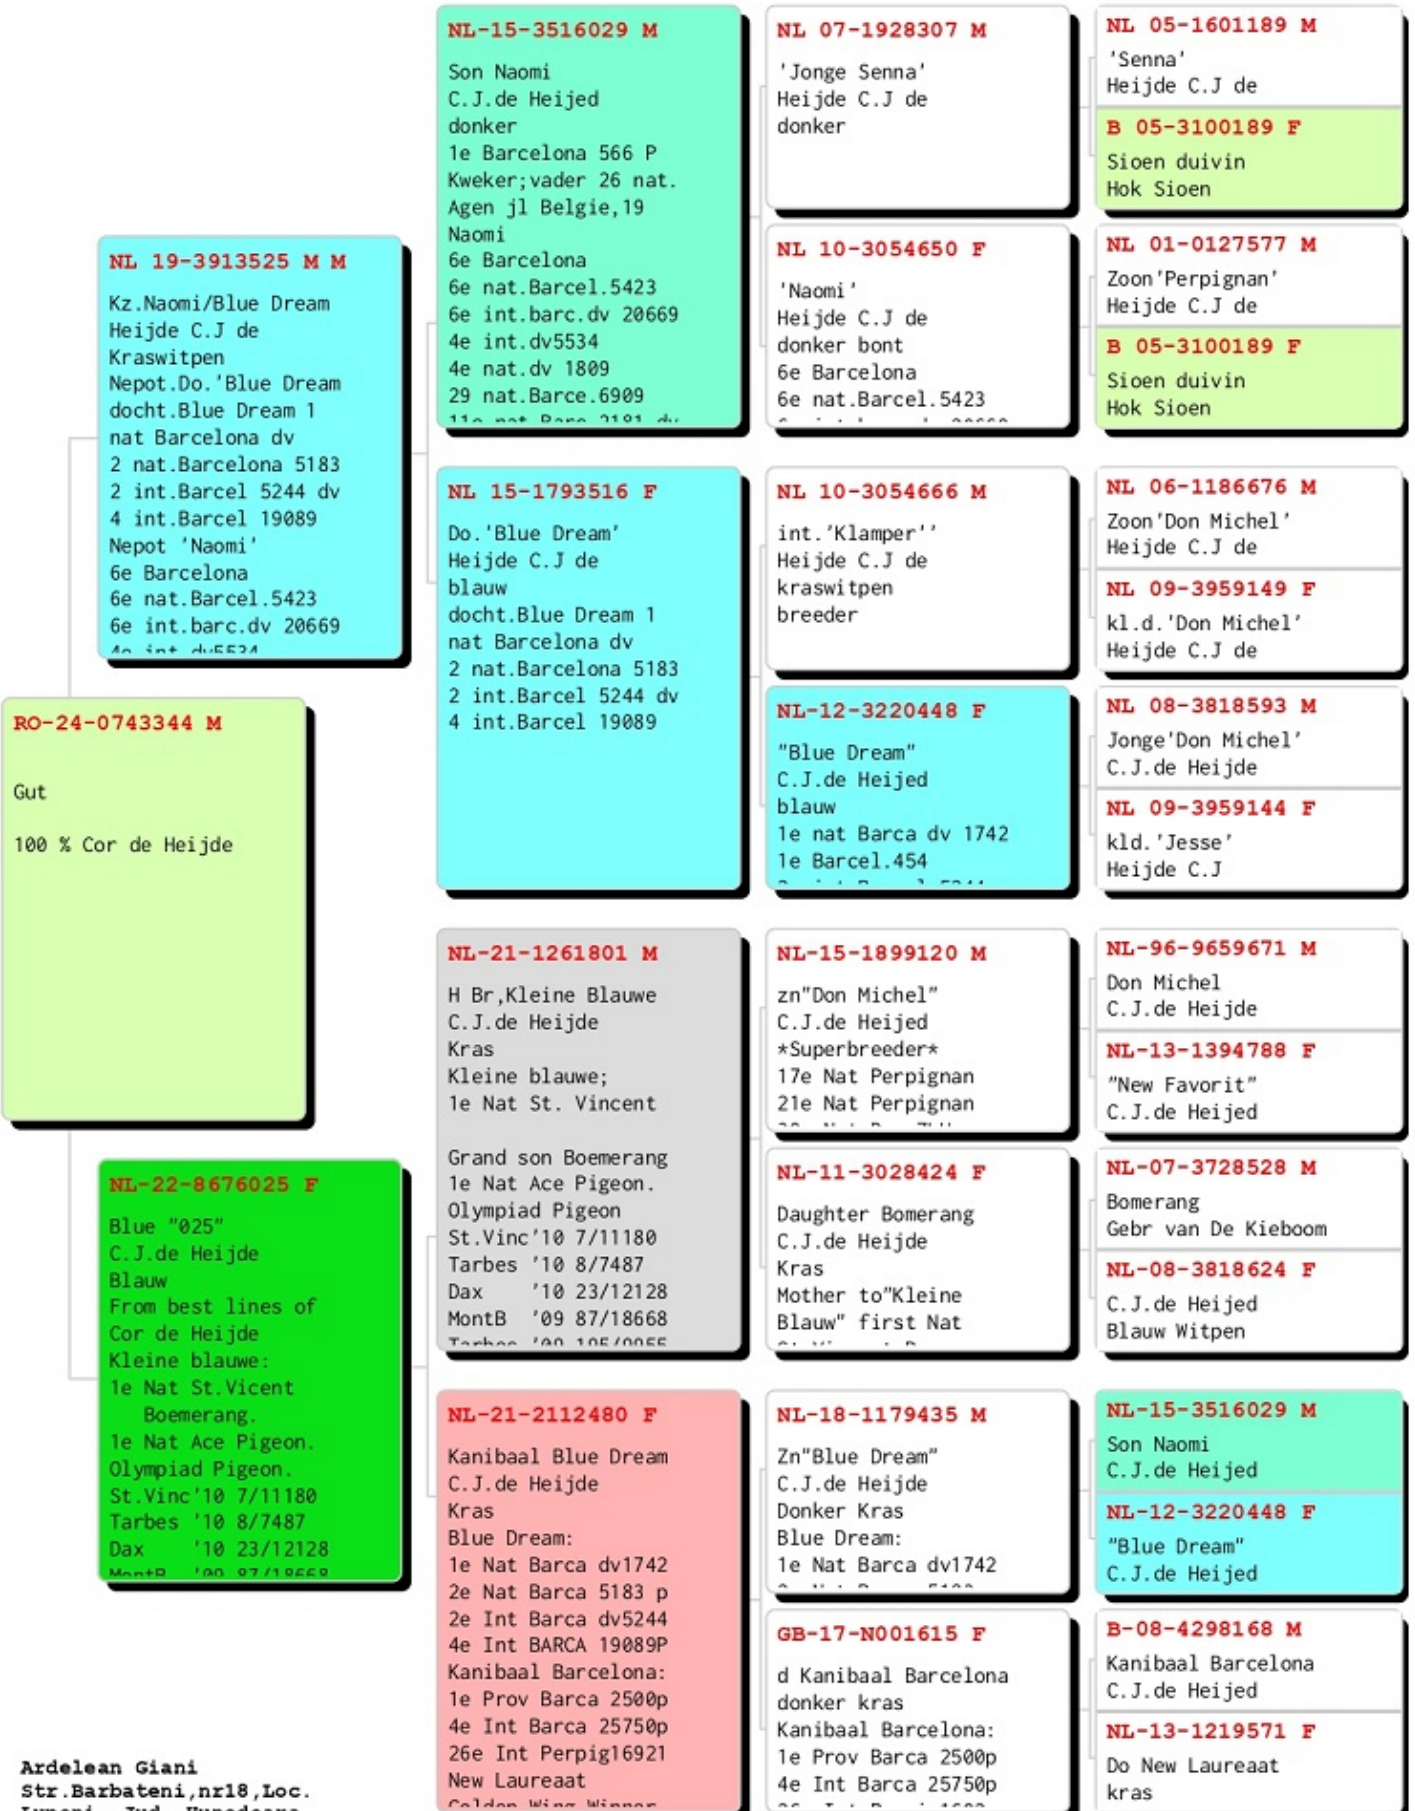 RO-24-0743344 M
Gut
100 % Cor de Heijde
NL 19-3913525 M M
Kz.Naomi/Blue Dream
Heijde C.J de
Kraswitpen
Nepot.Do.'Blue Dream
docht.Blue Dream 1
nat Barcelona dv
2 nat.Barcelona 5183
2 int.Barcel 5244 dv
4 int.Barcel 19089
Nepot 'Naomi'
6e Barcelona
6e nat.Barcel.5423
6e int.barc.dv 20669
4e int.dv5534
NL-22-8676025 F
Blue "025"
C.J.de Heijde
Blauw
From best lines of
Cor de Heijde
Kleine blauwe:
1e Nat St.Vicent
Boemerang.
1e Nat Ace Pigeon.
Olympiad Pigeon.
St.Vinc'10 7/11180
Tarbes '10 8/7487
Dax '10 23/12128
MontB '09 87/18668
NL-15-3516029 M
Son Naomi
C.J.de Heijed
donker
1e Barcelona 566 P
Kweker;vader 26 nat.
Agen jl Belgie,19
Naomi
6e Barcelona
6e nat.Barcel.5423
6e int.barc.dv 20669
4e int.dv5534
4e nat.dv 1809
29 nat.Barce.6909
11e nat Barc 2181 dv
NL 15-1793516 F
Do.'Blue Dream'
Heijde C.J de
blauw
docht.Blue Dream 1
nat Barcelona dv
2 nat.Barcelona 5183
2 int.Barcel 5244 dv
4 int.Barcel 19089
NL-21-1261801 M
H Br,Kleine Blauwe
C.J.de Heijde
Kras
Kleine blauwe;
1e Nat St. Vincent
Grand son Boemerang
1e Nat Ace Pigeon.
Olympiad Pigeon
St.Vinc'10 7/11180
Tarbes '10 8/7487
Dax '10 23/12128
MontB '09 87/18668
Tarbes '09
NL-21-2112480 F
Kanibaal Blue Dream
C.J.de Heijde
Kras
Blue Dream:
1e Nat Barca dv1742
2e Nat Barca 5183 p
2e Int Barca dv5244
4e Int BARCA 19089P
Kanibaal Barcelona:
1e Prov Barca 2500p
4e Int Barca 25750p
26e Int Perpig16921
New Laureaat
Golden Wing Winner
NL 07-1928307 M
'Jonge Senna'
Heijde C.J de
donker
NL 10-3054650 F
'Naomi'
Heijde C.J de
donker bont
6e Barcelona
6e nat.Barcel.5423
NL 10-3054666 M
int.'Klamper''
Heijde C.J de
kraswitpen
breeder
NL-12-3220448 F
"Blue Dream"
C.J.de Heijed
blauw
1e nat Barca dv 1742
1e Barcel.454
NL-15-1899120 M
zn"Don Michel"
C.J.de Heijed
*Superbreeder*
17e Nat Perpignan
21e Nat Perpignan
NL-11-3028424 F
Daughter Bomerang
C.J.de Heijde
Kras
Mother to"Kleine
Blauw" first Nat
NL-18-1179435 M
Zn"Blue Dream"
C.J.de Heijde
Donker Kras
Blue Dream:
1e Nat Barca dv1742
GB-17-N001615 F
d Kanibaal Barcelona
donker kras
Kanibaal Barcelona:
1e Prov Barca 2500p
4e Int Barca 25750p
NL 05-1601189 M
'Senna'
Heijde C.J de
B 05-3100189 F
Sioen duivin
Hok Sioen
NL 01-0127577 M
Zoon'Perpignan'
Heijde C.J de
B 05-3100189 F
Sioen duivin
Hok Sioen
NL 06-1186676 M
Zoon'Don Michel'
Heijde C.J de
NL 09-3959149 F
kl.d.'Don Michel'
Heijde C.J de
NL 08-3818593 M
Jonge'Don Michel'
C.J.de Heijde
NL 09-3959144 F
kld.'Jesse'
Heijde C.J
NL-96-9659671 M
Don Michel
C.J.de Heijde
NL-13-1394788 F
"New Favorit"
C.J.de Heijed
NL-07-3728528 M
Bomerang
Gebr van De Kieboom
NL-08-3818624 F
C.J.de Heijed
Blauw Witpen
NL-15-3516029 M
Son Naomi
C.J.de Heijed
NL-12-3220448 F
"Blue Dream"
C.J.de Heijed
B-08-4298168 M
Kanibaal Barcelona
C.J.de Heijed
NL-13-1219571 F
Do New Laureaat
kras
Ardelean Giani
Str.Barbateni,nr18,Loc.
Lupeni, Jud. Hunedoara